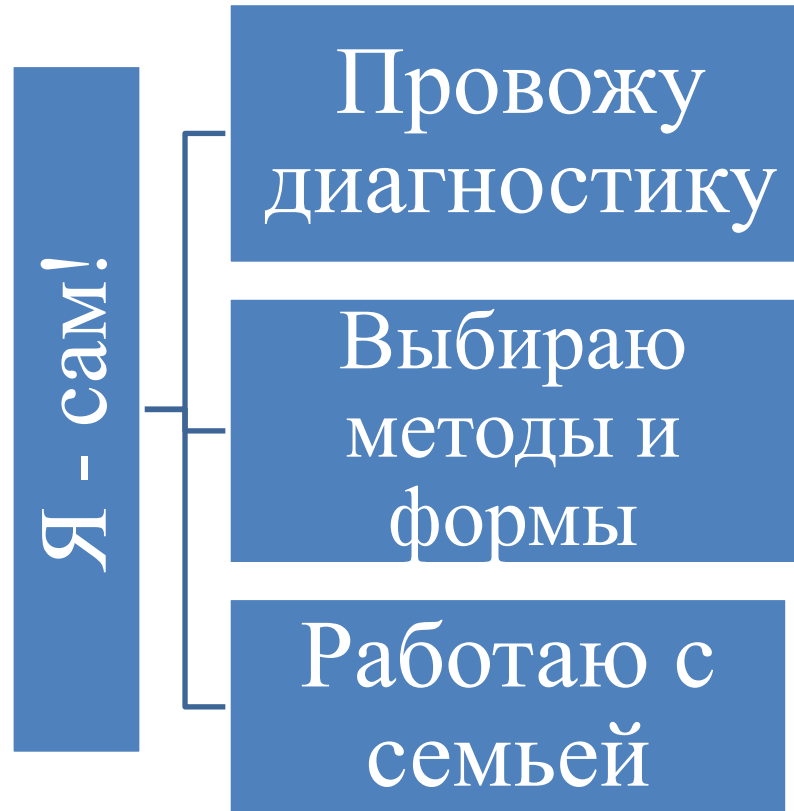 Я - сам!
Провожу
диагностику
Выбираю
методы и
формы
Работаю с
семьей